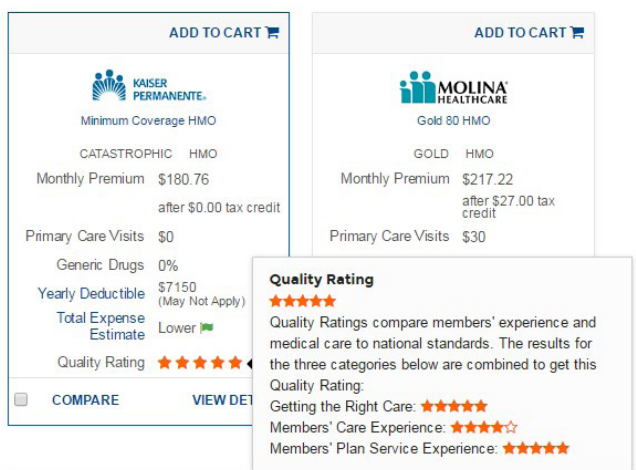 ADD TO CART
KAISER
PERMANENTE®
Minimum Coverage HMO
CATASTROPHIC HMO
Monthly Premium $180.76
after $0.00 tax credit
Primary Care Visits $0
Generic Drugs 0%
Yearly Deductible $7150
(May Not Apply)
Total Expense
Estimate Lower
Quality Rating
COMPARE VIEW DET
ADD TO CART
MOLINA®
HEALTHCARE
Gold 80 HMO
GOLD HMO
Monthly Premium $217.22
after $27.00 tax
credit
Primary Care Visits $30
Quality Rating
★★★★★
Quality Ratings compare members' experience and
medical care to national standards. The results for
the three categories below are combined to get this
Quality Rating:
Getting the Right Care: ★★★★★
Members' Care Experience: ★★★★☆
Members' Plan Service Experience: ★★★★★